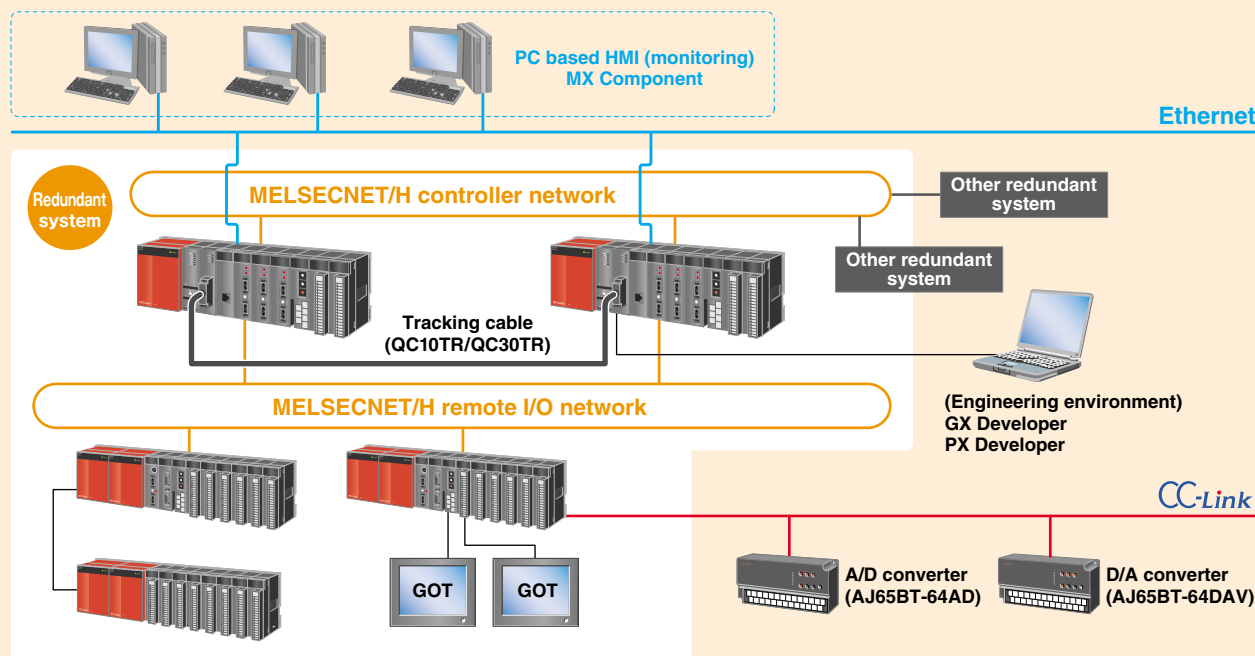 PC based HMI (monitoring)
MX Component
Ethernet
Redundant
system
MELSECNET/H controller network
Other redundant
system
Other redundant
system
Tracking cable
(QC10TR/QC30TR)
MELSECNET/H remote I/O network
(Engineering environment)
GX Developer
PX Developer
CC-Link
GOT
GOT
A/D converter
(AJ65BT-64AD)
D/A converter
(AJ65BT-64DAV)